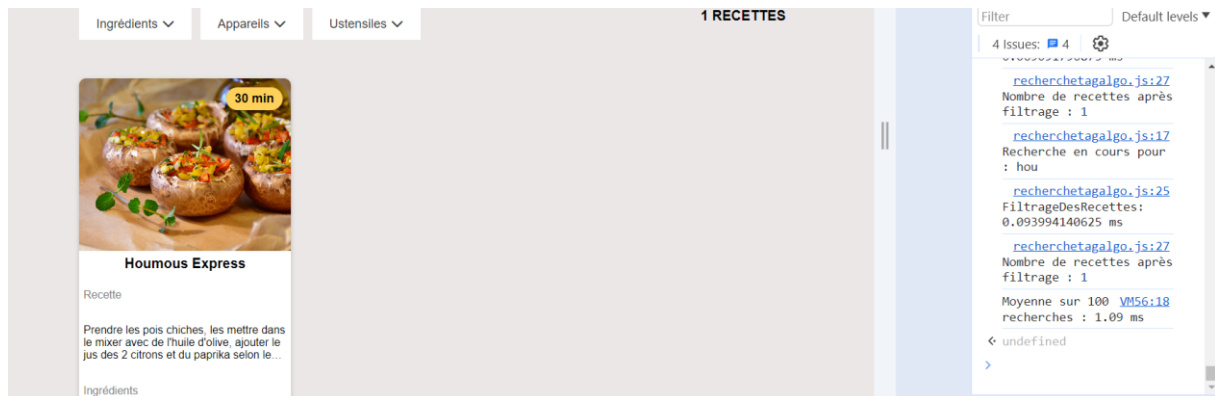 Ingrédients
Appareils
Ustensiles
1 RECETTES
30 min
Houmous Express
Recette
Prendre les pois chiches, les mettre dans
le mixer avec de l'huile d'olive, ajouter le
jus des 2 citrons et du paprika selon le…
Ingrédients
Filter
Default levels ▼
4 Issues: 4
recherchetagalgo.js:27
Nombre de recettes après
filtrage : 1
recherchetagalgo.js:17
Recherche en cours pour
: hou
recherchetagalgo.js:25
FiltrageDesRecettes:
0.093994140625 ms
recherchetagalgo.js:27
Nombre de recettes après
filtrage : 1
Moyenne sur 100 VM56:18
recherches : 1.09 ms
undefined